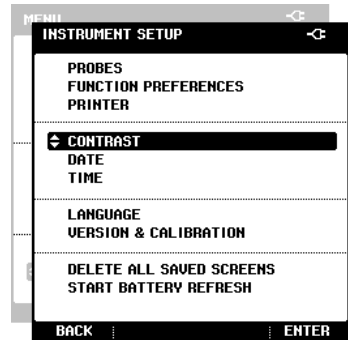 MENU
INSTRUMENT SETUP
PROBES
FUNCTION PREFERENCES
PRINTER
CONTRAST
DATE
TIME
LANGUAGE
VERSION & CALIBRATION
DELETE ALL SAVED SCREENS
START BATTERY REFRESH
BACK ENTER